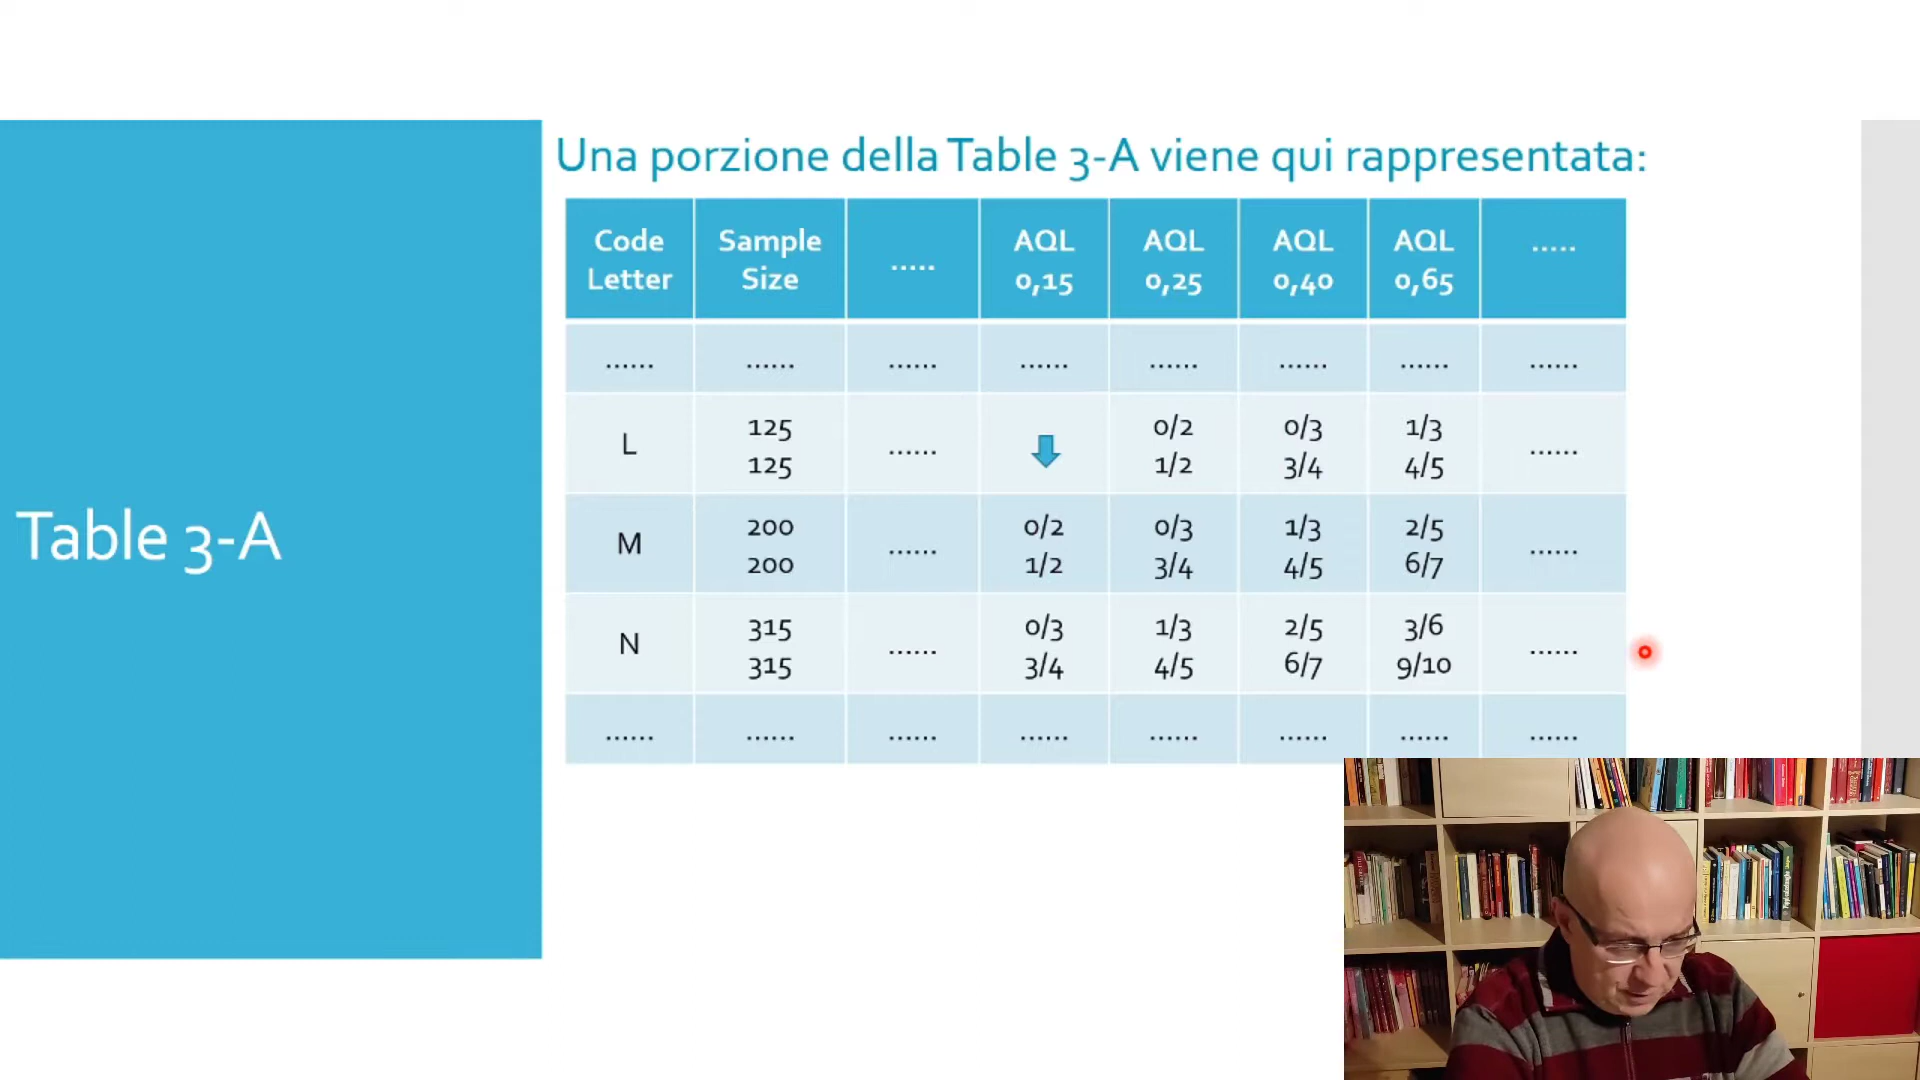 Una porzione della Table 3-A viene qui rappresentata:
Table 3-A
Code Letter Sample Size ..... AQL 0,15 AQL 0,25 AQL 0,40 AQL 0,65 .....
...... ...... ...... ...... ...... ...... ...... ......
L 125 125 ...... 0/2 1/2 0/3 3/4 1/3 4/5 ......
M 200 200 ...... 0/2 1/2 0/3 3/4 1/3 4/5 2/5 6/7 ......
N 315 315 ...... 0/3 3/4 1/3 4/5 2/5 6/7 3/6 9/10 ......
...... ...... ...... ...... ...... ...... ...... ......